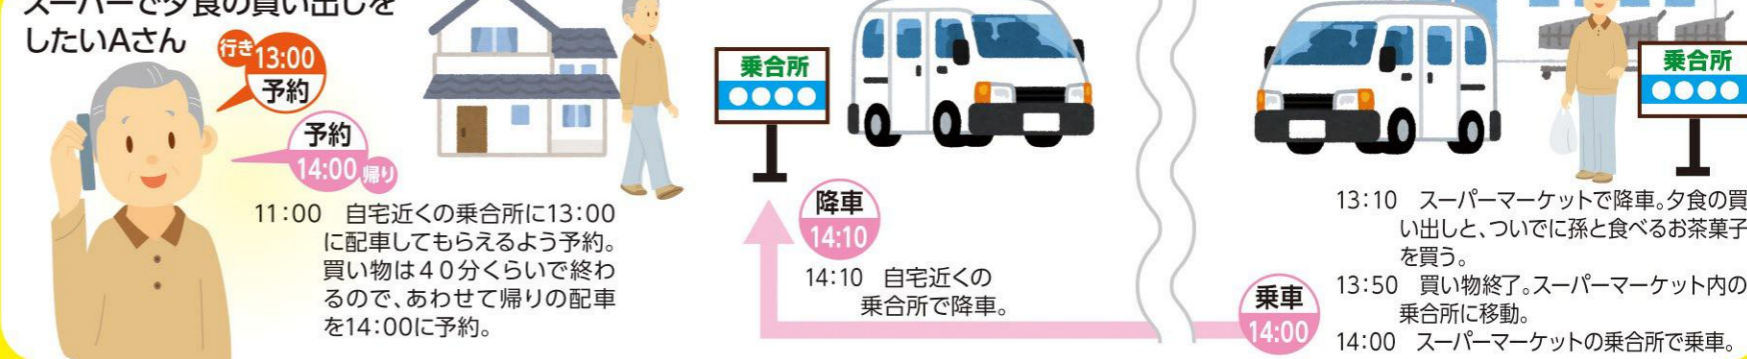 スーパーで夕食の買い出しを
したいAさん
行き 13:00
予約
予約
14:00 帰り
11:00 自宅近くの乗合所に13:00
に配車してもらえるよう予約。
買い物は40分くらいで終わ
るので、あわせて帰りの配車
を14:00に予約。
乗合所
降車
14:10
14:10 自宅近くの
乗合所で降車。
乗合所
乗車
14:00
13:10 スーパーマーケットで降車。夕食の買
い出しと、ついでに孫と食べるお茶菓子
を買う。
13:50 買い物終了。スーパーマーケット内の
乗合所に移動。
14:00 スーパーマーケットの乗合所で乗車。